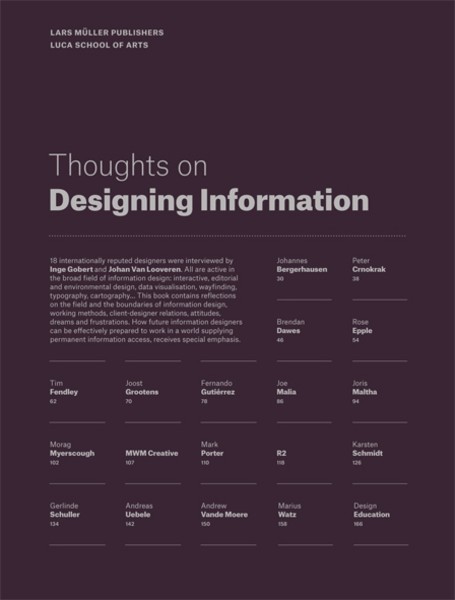 LARS MÜLLER PUBLISHERS
LUCA SCHOOL OF ARTS
Thoughts on
Designing Information
18 internationally reputed designers were interviewed by
Inge Gobert and Johan Van Looveren. All are active in
the broad field of information design: interactive, editorial
and environmental design, data visualisation, wayfinding,
typography, cartography... This book contains reflections
on the field and the boundaries of information design,
working methods, client-designer relations, attitudes,
dreams and frustrations. How future information designers
can be effectively prepared to work in a world supplying
permanent information access, receives special emphasis.
Johannes
Bergerhausen
30
Peter
Crnokrak
38
Brendan
Dawes
46
Rose
Epple
54
Tim
Fendley
62
Joost
Grootens
70
Fernando
Gutiérrez
78
Joe
Malia
86
Joris
Maltha
94
Morag
Myerscough
102
MWM Creative
107
Mark
Porter
110
R2
118
Karsten
Schmidt
126
Gerlinde
Schuller
134
Andreas
Uebele
142
Andrew
Vande Moere
150
Marius
Watz
158
Design
Education
166